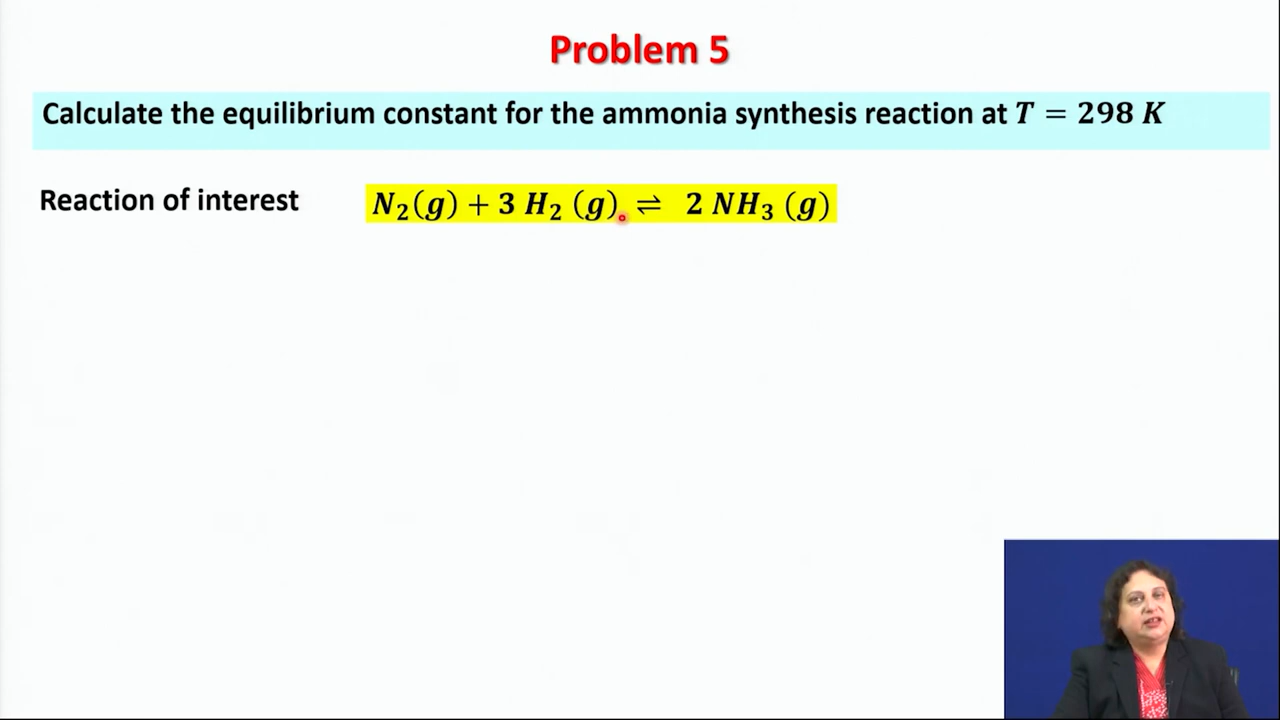 Problem 5
Calculate the equilibrium constant for the ammonia synthesis reaction at T = 298 K
Reaction of interest N₂(g) + 3 H₂ (g) ⇌ 2 NH₃ (g)